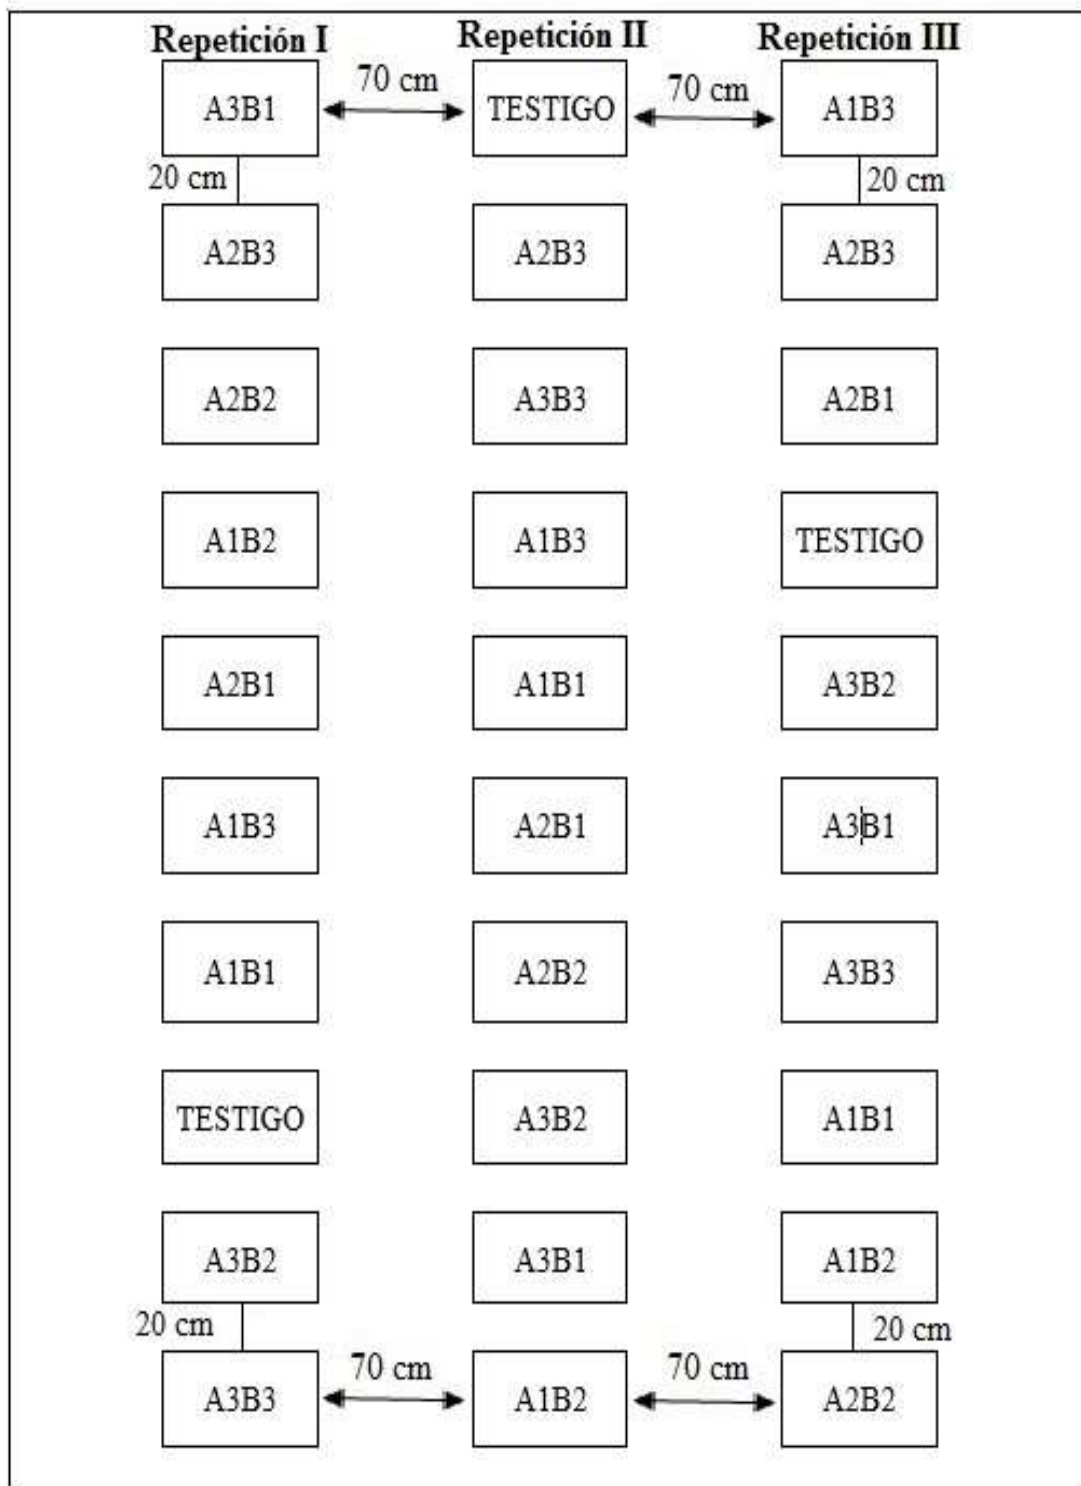 Repetición I Repetición II Repetición III
70 cm 70 cm
A3B1 TESTIGO A1B3
20 cm 20 cm
A2B3 A2B3 A2B3
A2B2 A3B3 A2B1
A1B2 A1B3 TESTIGO
A2B1 A1B1 A3B2
A1B3 A2B1 A3B1
A1B1 A2B2 A3B3
TESTIGO A3B2 A1B1
A3B2 A3B1 A1B2
20 cm 20 cm
70 cm 70 cm
A3B3 A1B2 A2B2